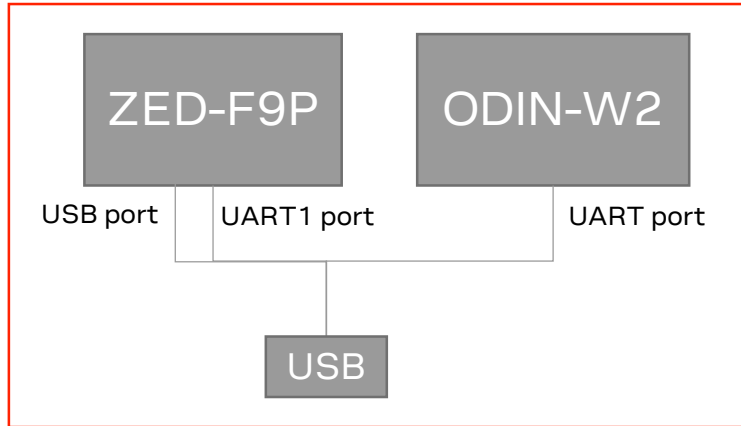 ZED-F9P
ODIN-W2
USB port
UART1 port
UART port
USB